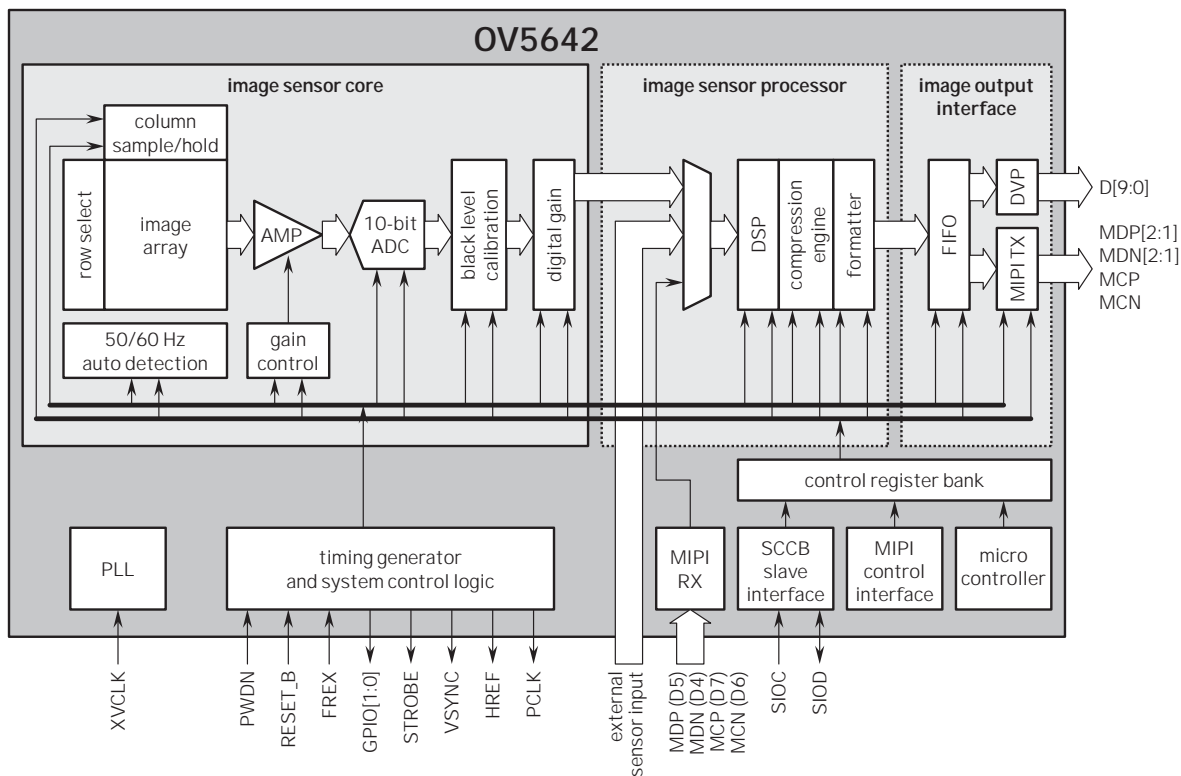 OV5642
image sensor core
image sensor processor
image output
interface
column
sample/hold
row select
image
array
AMP
10-bit
ADC
black level
calibration
digital gain
DSP
compression
engine
formatter
FIFO
DVP
MIPI TX
D[9:0]
MDP[2:1]
MDN[2:1]
MCP
MCN
50/60 Hz
auto detection
gain
control
control register bank
PLL
timing generator
and system control logic
MIPI
RX
SCCB
slave
interface
MIPI
control
interface
micro
controller
XVCLK
PWDN
RESET_B
FREX
GPIO[1:0]
STROBE
VSYNC
HREF
PCLK
external
sensor input
MDP (D5)
MDN (D4)
MCP (D7)
MCN (D6)
SIOC
SIOD